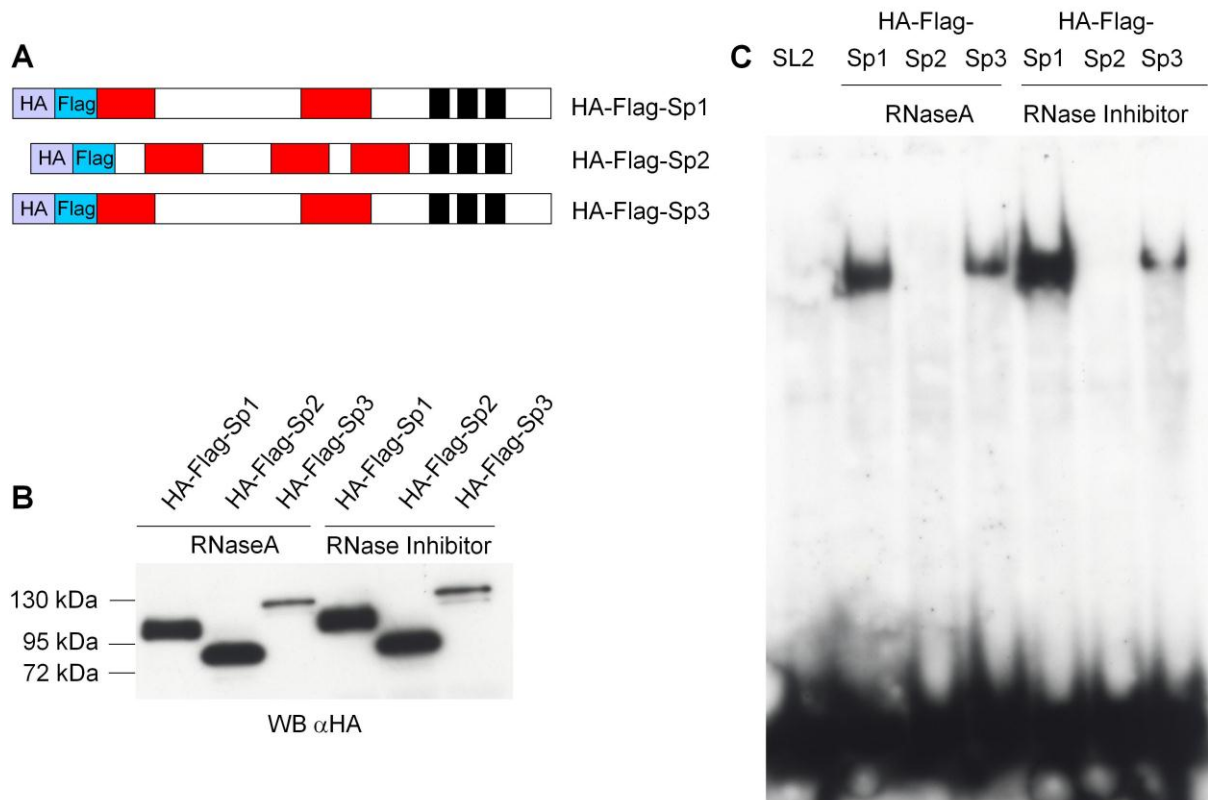 A
HA Flag HA-Flag-Sp1
HA Flag HA-Flag-Sp2
HA Flag HA-Flag-Sp3
B
HA-Flag-Sp1 HA-Flag-Sp2 HA-Flag-Sp3 HA-Flag-Sp1 HA-Flag-Sp2 HA-Flag-Sp3
RNaseA RNase Inhibitor
130 kDa
95 kDa
72 kDa
WB αHA
C
HA-Flag- HA-Flag-
SL2 Sp1 Sp2 Sp3 Sp1 Sp2 Sp3
RNaseA RNase Inhibitor